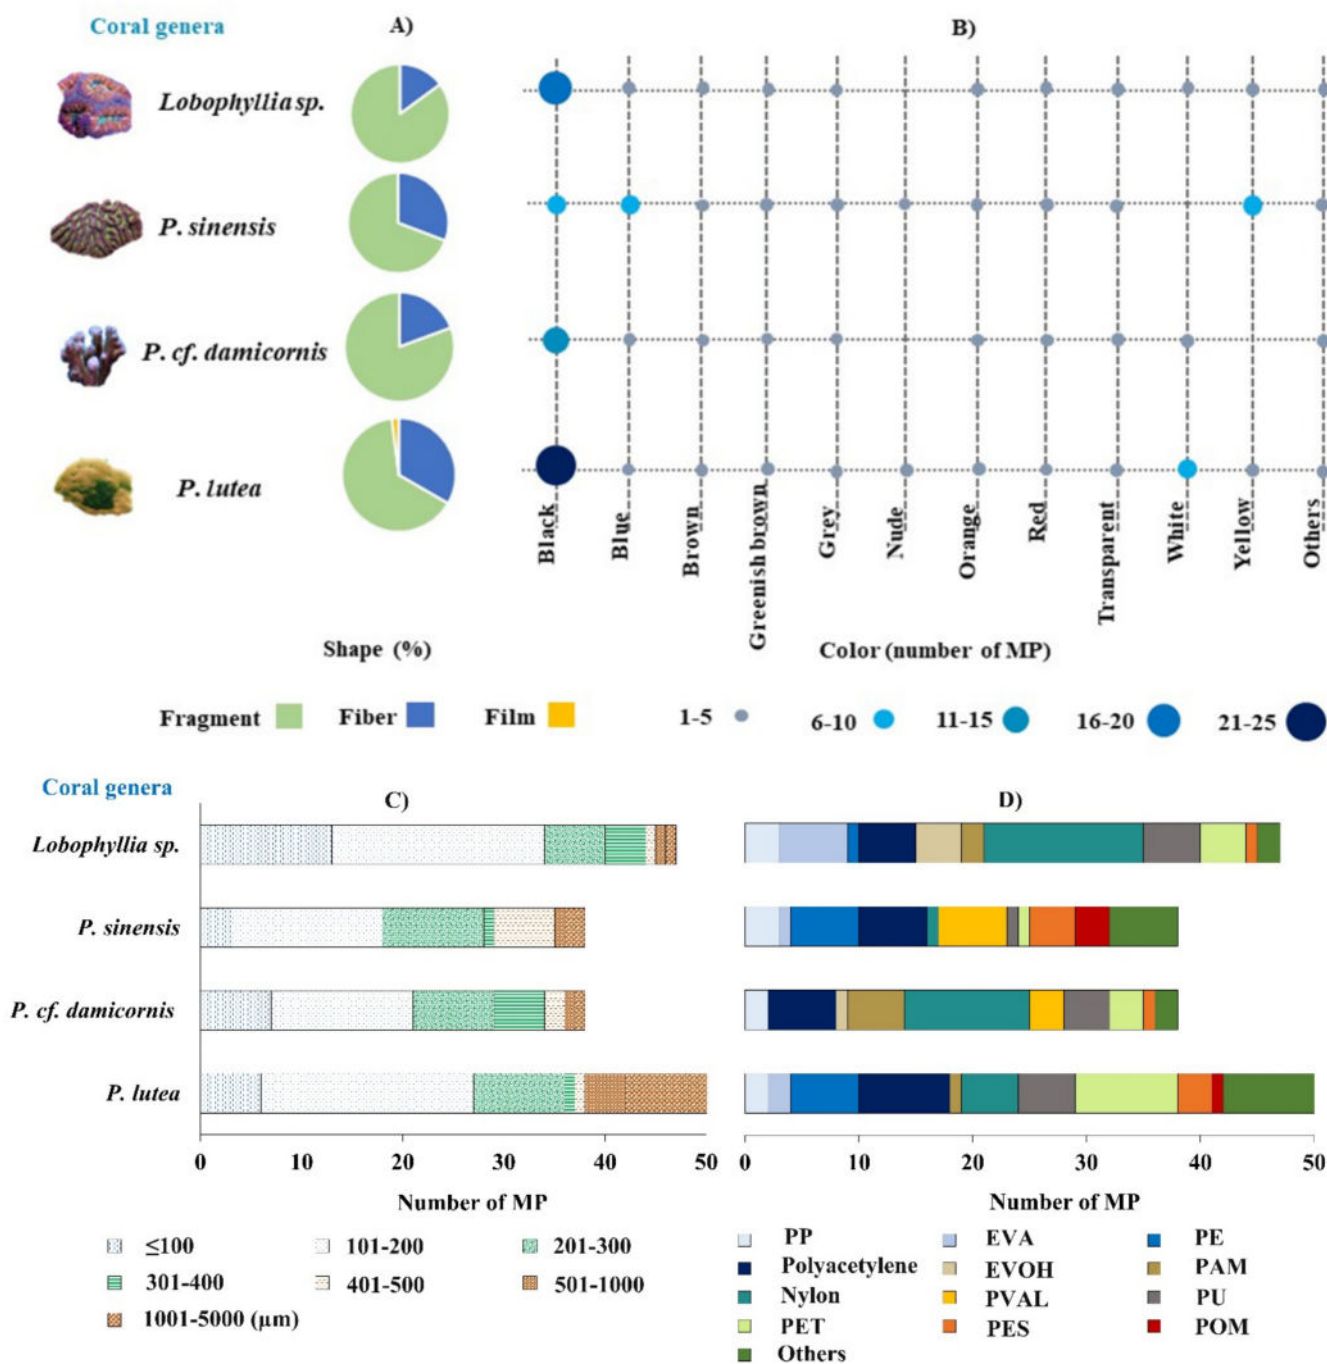 Coral genera A) B)
Lobophyllia sp.
P. sinensis
P. cf. damicornis
P. lutea
Black
Blue
Brown
Greenish brown
Grey
Nude
Orange
Red
Transparent
White
Yellow
Others
Shape (%) Color (number of MP)
Fragment Fiber Film 1-5 6-10 11-15 16-20 21-25
Coral genera C) D)
Lobophyllia sp.
P. sinensis
P. cf. damicornis
P. lutea
0 10 20 30 40 50 0 10 20 30 40 50
Number of MP Number of MP
≤100 101-200 201-300
301-400 401-500 501-1000
1001-5000 (µm)
PP EVA PE
Polyacetylene EVOH PAM
Nylon PVAL PU
PET PES POM
Others